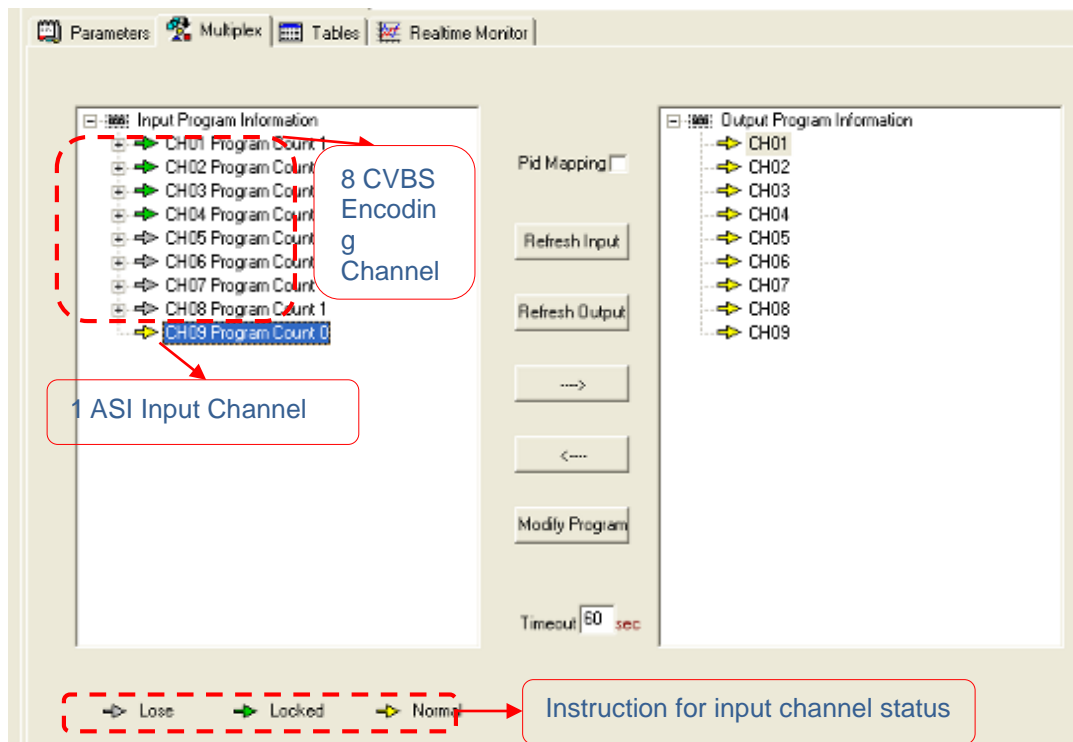 Parameters Multiplex Tables Realtime Monitor
Input Program Information
CH01 Program Count 1
CH02 Program Count
CH03 Program Count
CH04 Program Count
CH05 Program Count
CH06 Program Count
CH07 Program Count
CH08 Program Count 1
CH09 Program Count 0
8 CVBS
Encodin
g
Channel
1 ASI Input Channel
Pid Mapping
Refresh Input
Refresh Output
---->
<----
Modify Program
Timeout 60 sec
Output Program Information
CH01
CH02
CH03
CH04
CH05
CH06
CH07
CH08
CH09
Lose Locked Normal
Instruction for input channel status